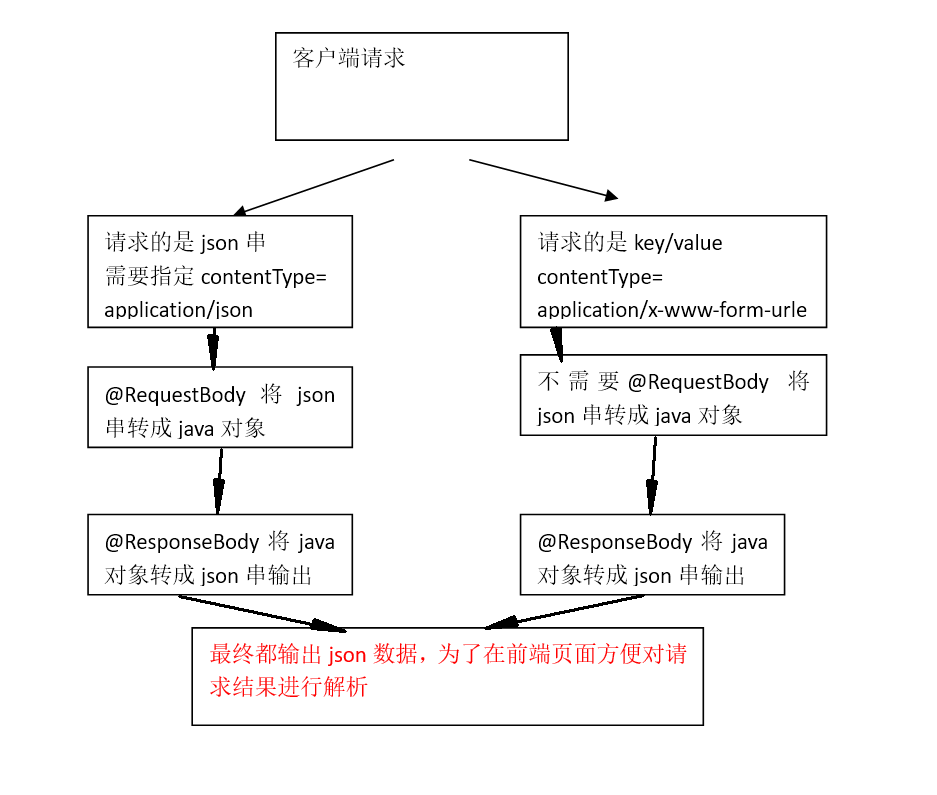 客户端请求
请求的是 json 串
需要指定 contentType=
application/json
请求的是 key/value
contentType=
application/x-www-form-urle
@RequestBody 将 json
串转成 java 对象
不需要@RequestBody 将
json 串转成 java 对象
@ResponseBody 将 java
对象转成 json 串输出
@ResponseBody 将 java
对象转成 json 串输出
最终都输出 json 数据，为了在前端页面方便对请
求结果进行解析